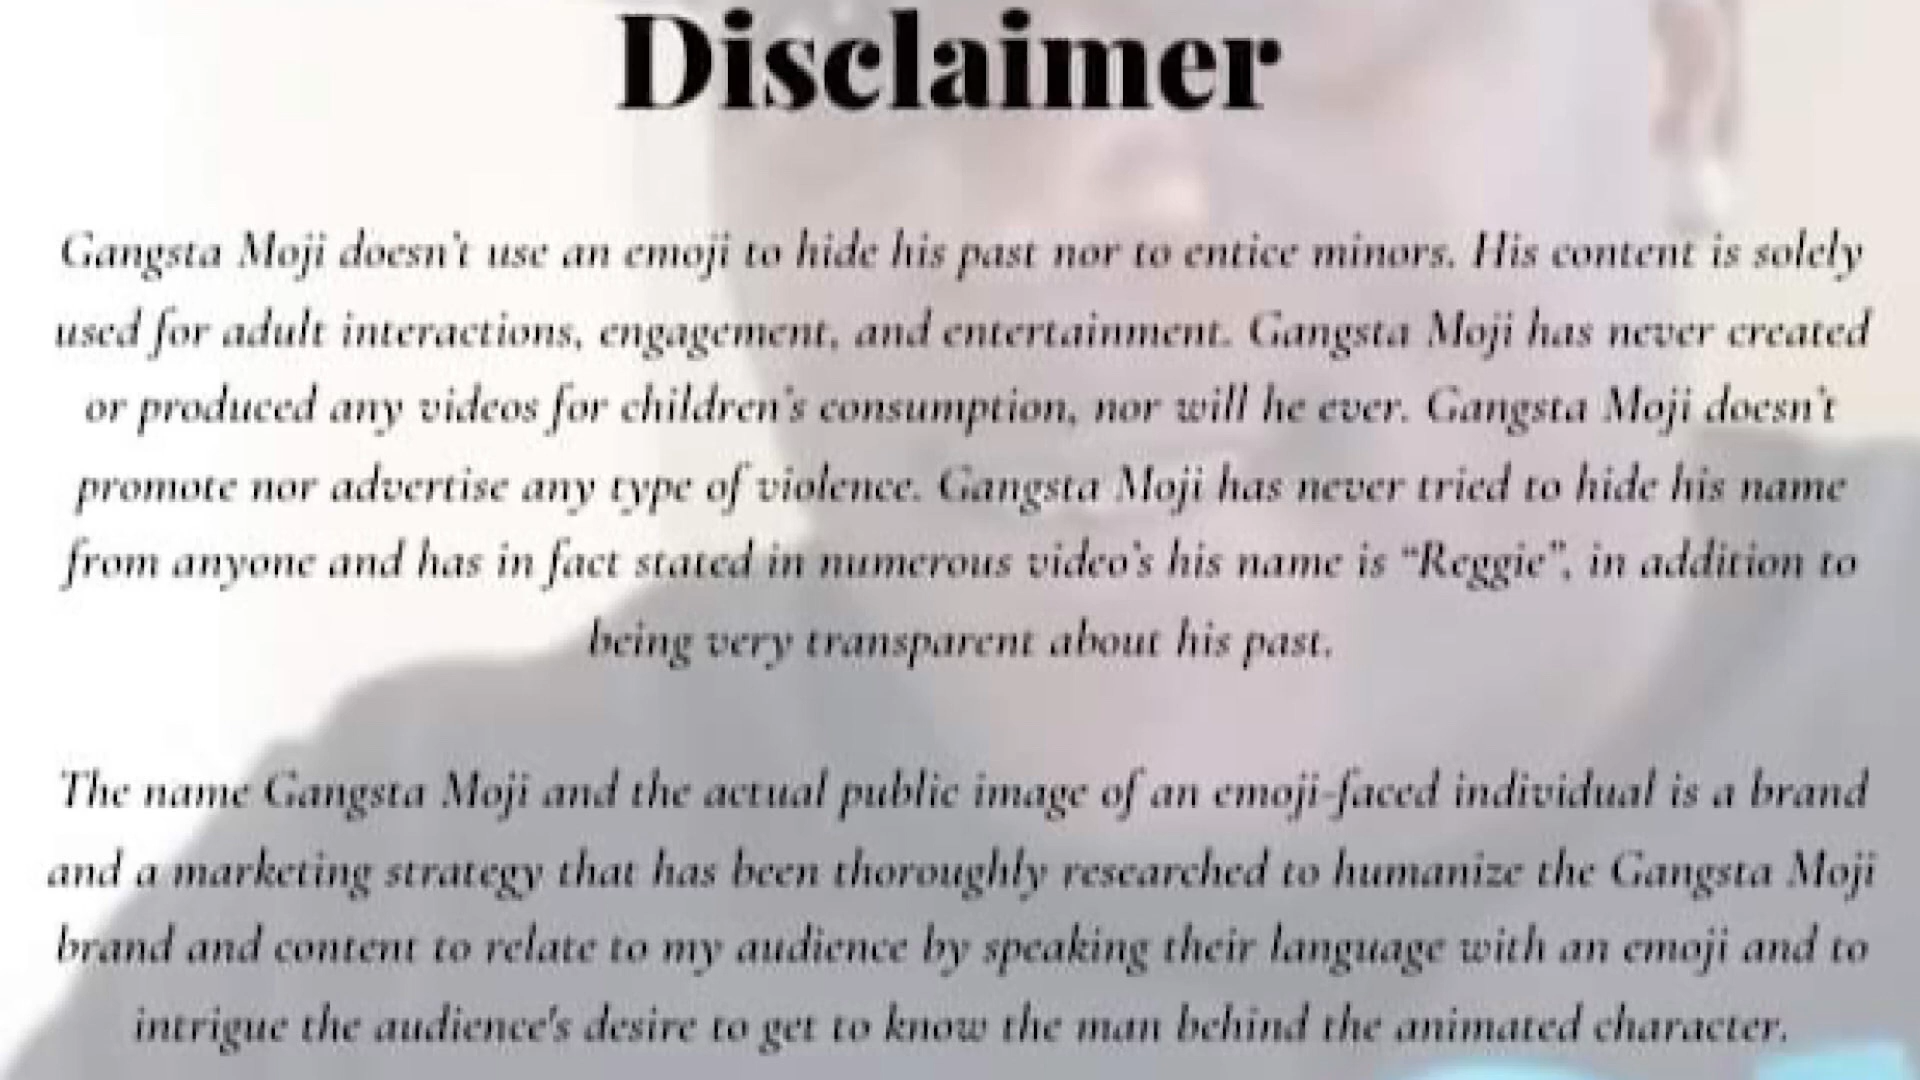 Disclaimer
Gangsta Moji doesn't use an emoji to hide his past nor to entice minors. His content is solely
used for adult interactions, engagement, and entertainment. Gangsta Moji has never created
or produced any videos for children's consumption, nor will he ever. Gangsta Moji doesn't
promote nor advertise any type of violence. Gangsta Moji has never tried to hide his name
from anyone and has in fact stated in numerous video's his name is “Reggie”, in addition to
being very transparent about his past.
The name Gangsta Moji and the actual public image of an emoji-faced individual is a brand
and a marketing strategy that has been thoroughly researched to humanize the Gangsta Moji
brand and content to relate to my audience by speaking their language with an emoji and to
intrigue the audience's desire to get to know the man behind the animated character.